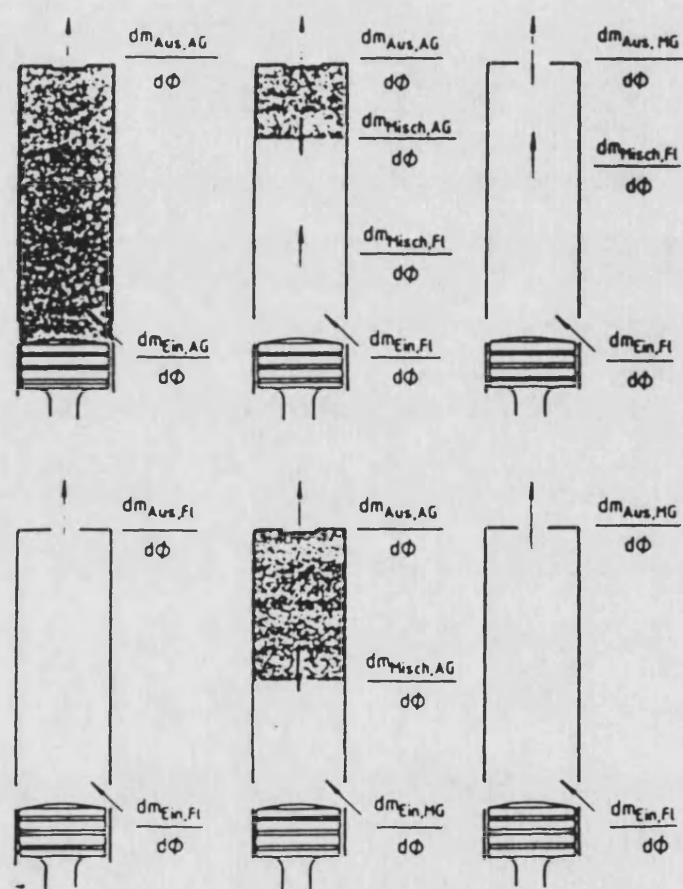 dm_Aus,AG
dΦ
dm_Ein,AG
dΦ
dm_Aus,AG
dΦ
dm_Misch,AG
dΦ
dm_Misch,Fl
dΦ
dm_Ein,Fl
dΦ
dm_Aus,MG
dΦ
dm_Misch,Fl
dΦ
dm_Ein,Fl
dΦ
dm_Aus,Fl
dΦ
dm_Ein,Fl
dΦ
dm_Aus,AG
dΦ
dm_Misch,AG
dΦ
dm_Ein,MG
dΦ
dm_Aus,MG
dΦ
dm_Ein,Fl
dΦ